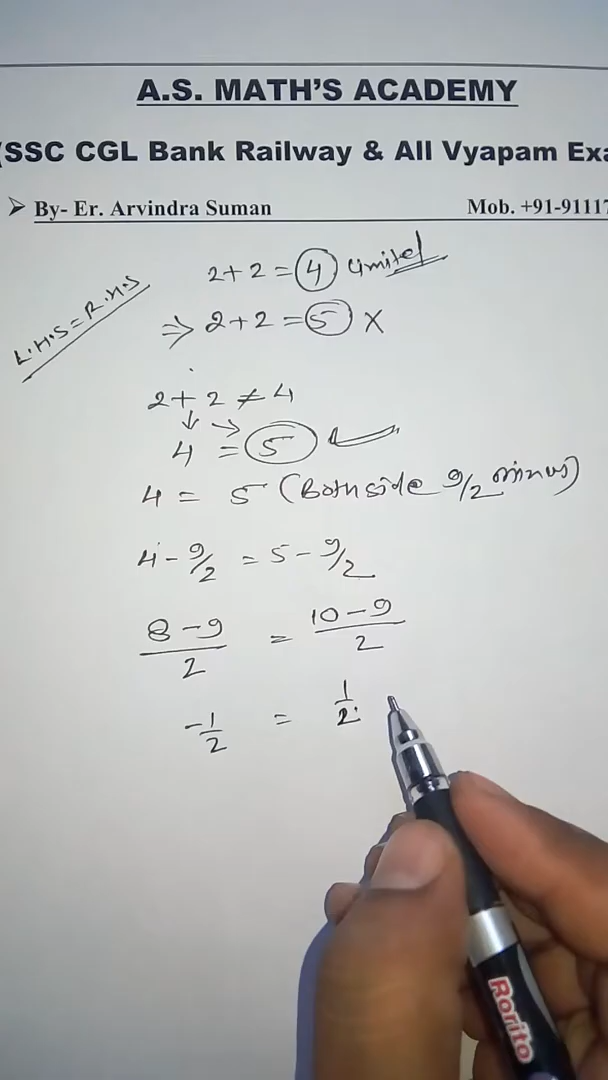 A.S. MATH'S ACADEMY
(SSC CGL Bank Railway & All Vyapam Exa
➤ By- Er. Arvindra Suman Mob. +91-91117
L.H.S = R.H.S
2+2 = 4
⇒ 2+2 = 5 X
2+2 ≠ 4
4 = 5
4 = 5 (Bothside 9/2 minus)
4 - 9/2 = 5 - 9/2
8-9/2 = 10-9/2
-1/2 = 1/2
Rorito